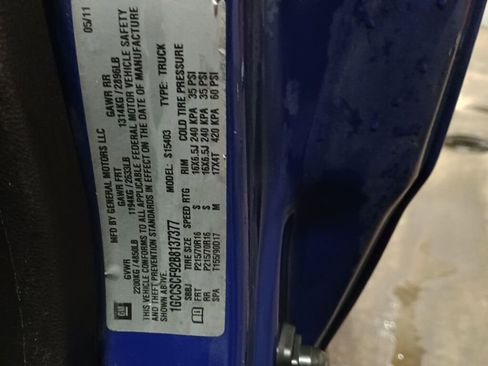 MFD BY GENERAL MOTORS LLC 05/11
GVWR GAWR FRT GAWR RR
2200KG / 4850LB 1194KG / 2633LB 1314KG / 2896LB
THIS VEHICLE CONFORMS TO ALL APPLICABLE FEDERAL MOTOR VEHICLE SAFETY
AND THEFT PREVENTION STANDARDS IN EFFECT ON THE DATE OF MANUFACTURE
SHOWN ABOVE.
1GCCSCF92B8137377 MODEL: S15403 TYPE: TRUCK
SBBJ TIRE SIZE SPEED RTG RIM COLD TIRE PRESSURE
FRT P215/70R16 S 16X6.5J 240 KPA 35 PSI
RR P215/70R16 S 16X6.5J 240 KPA 35 PSI
SPA T155/90D17 M 17X4T 420 KPA 60 PSI
GM